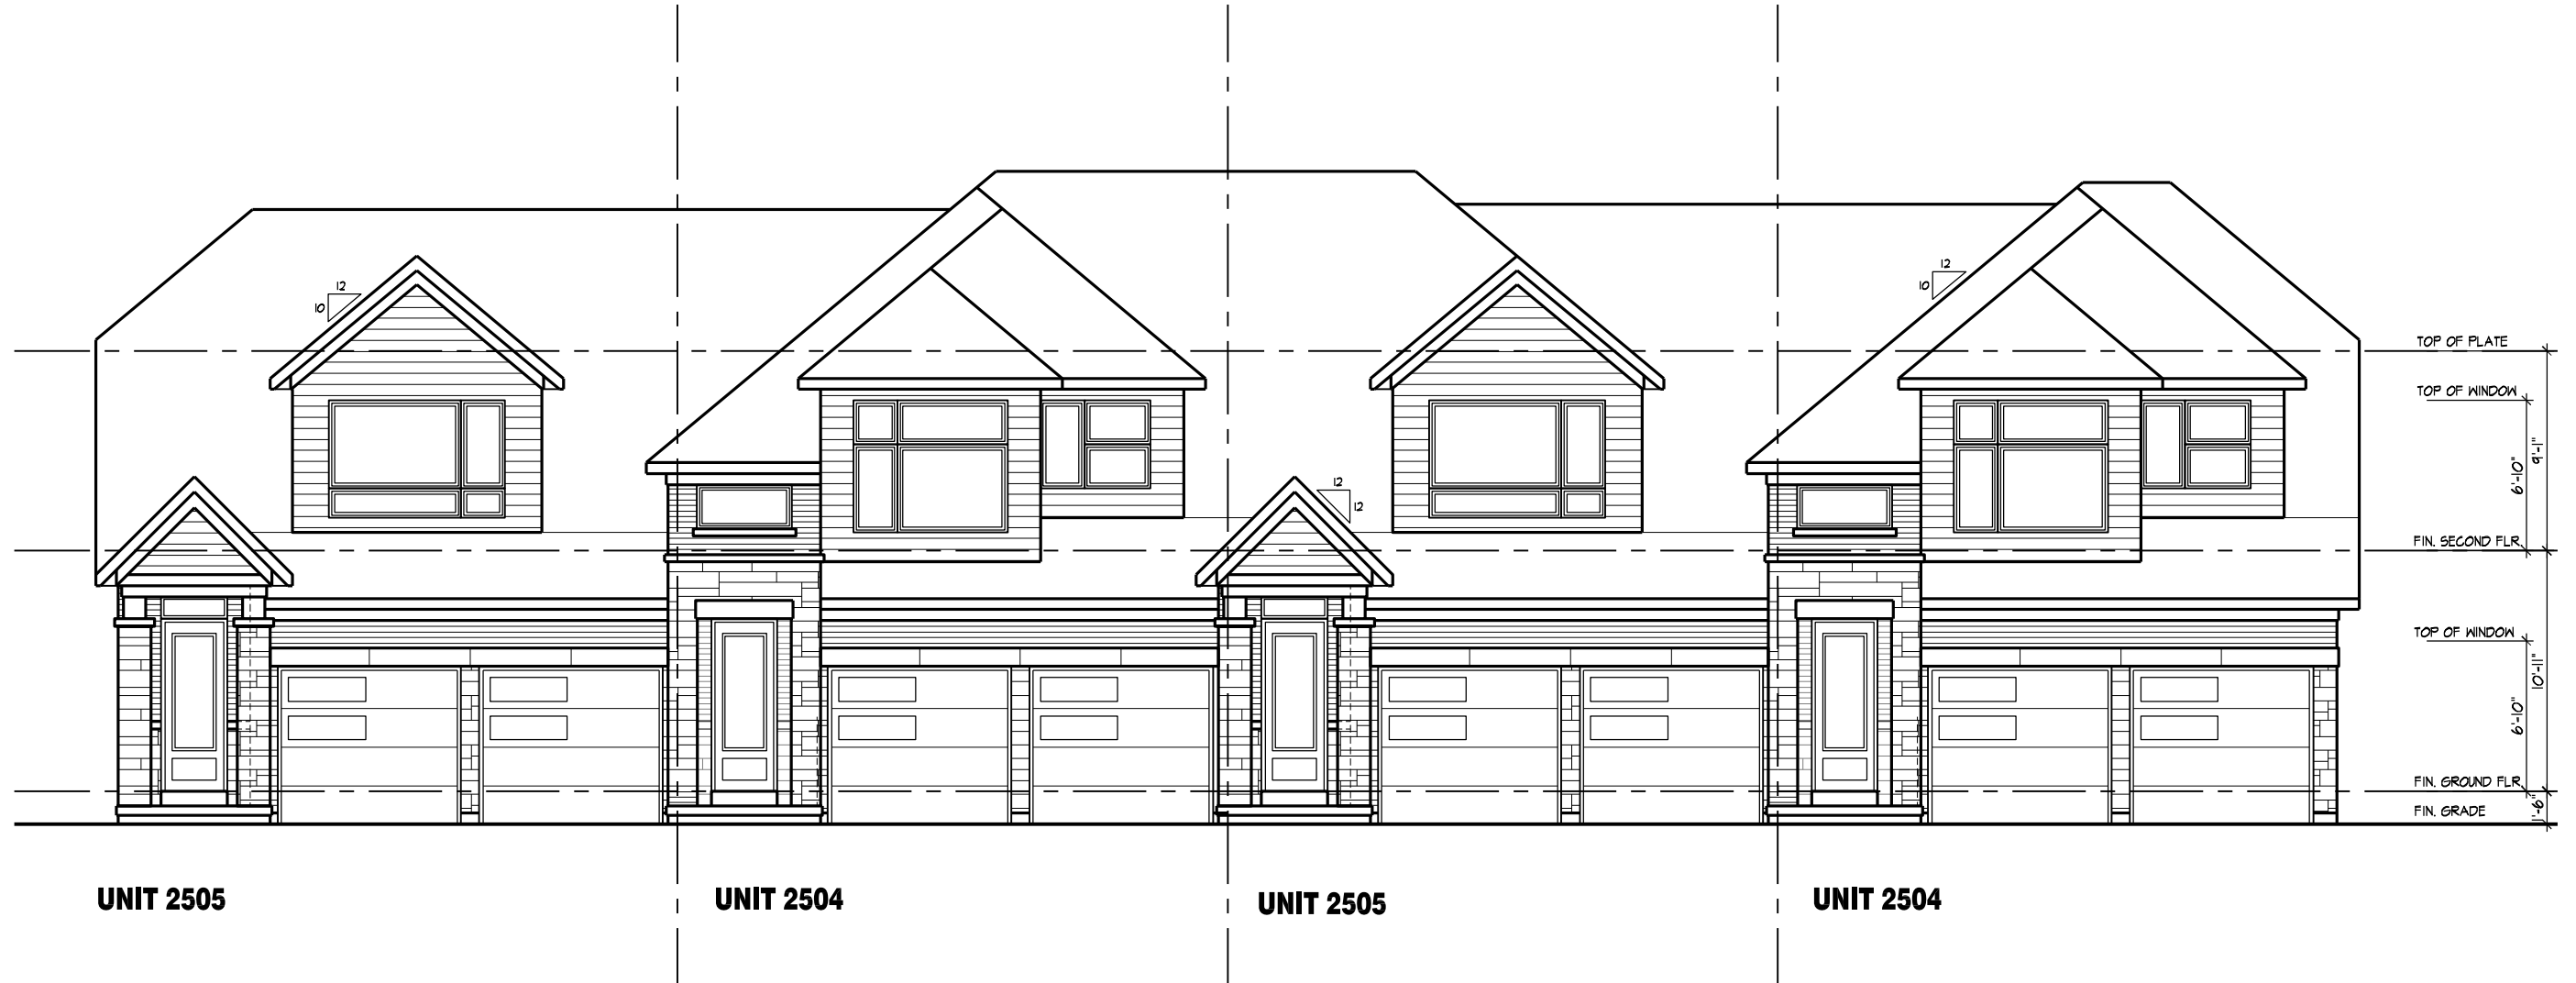 12
10
12
10
TOP OF PLATE
TOP OF WINDOW
9'-1"
6'-10"
12
12
FIN. SECOND FLR.
TOP OF WINDOW
10'-11"
6'-10"
FIN. GROUND FLR.
1'-6"
FIN. GRADE
UNIT 2505
UNIT 2504
UNIT 2505
UNIT 2504